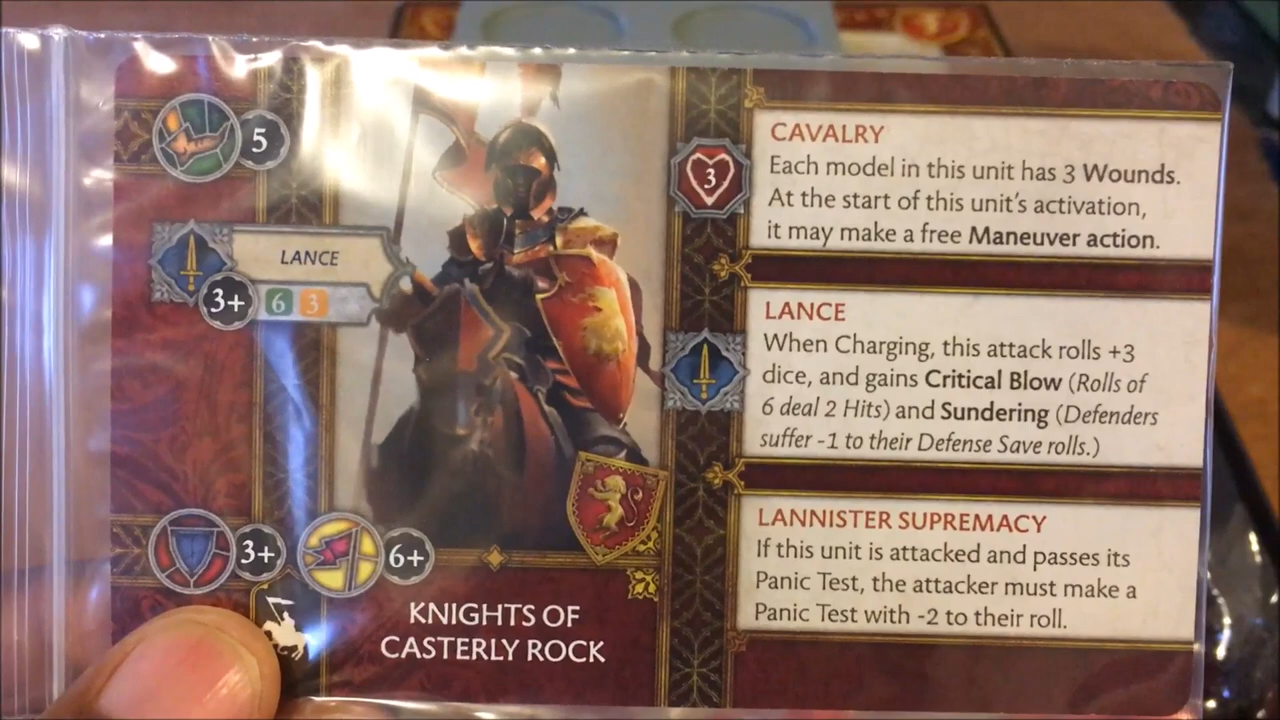 5
LANCE
3+ 6 3
3+ 6+
KNIGHTS OF
CASTERLY ROCK
3
CAVALRY
Each model in this unit has 3 Wounds.
At the start of this unit's activation,
it may make a free Maneuver action.
LANCE
When Charging, this attack rolls +3
dice, and gains Critical Blow (Rolls of
6 deal 2 Hits) and Sundering (Defenders
suffer -1 to their Defense Save rolls.)
LANNISTER SUPREMACY
If this unit is attacked and passes its
Panic Test, the attacker must make a
Panic Test with -2 to their roll.